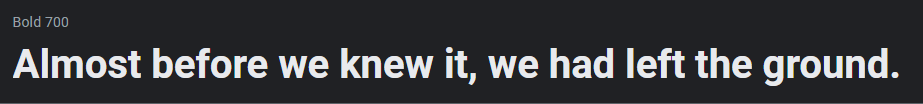 Bold 700
Almost before we knew it, we had left the ground.